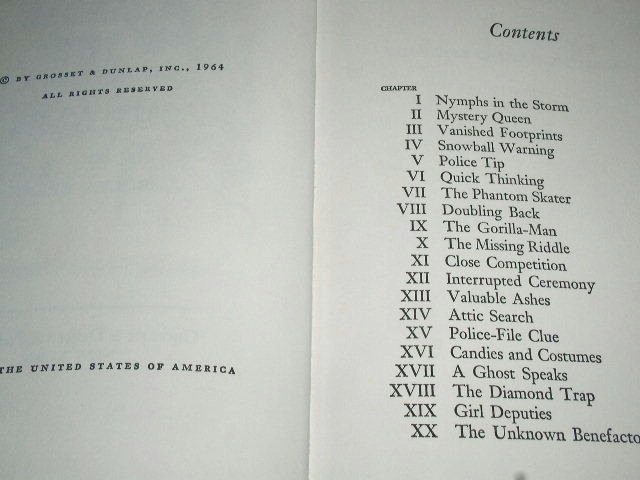 © BY GROSSET & DUNLAP, INC., 1964
ALL RIGHTS RESERVED
THE UNITED STATES OF AMERICA
Contents
CHAPTER
I Nymphs in the Storm
II Mystery Queen
III Vanished Footprints
IV Snowball Warning
V Police Tip
VI Quick Thinking
VII The Phantom Skater
VIII Doubling Back
IX The Gorilla-Man
X The Missing Riddle
XI Close Competition
XII Interrupted Ceremony
XIII Valuable Ashes
XIV Attic Search
XV Police-File Clue
XVI Candies and Costumes
XVII A Ghost Speaks
XVIII The Diamond Trap
XIX Girl Deputies
XX The Unknown Benefacto